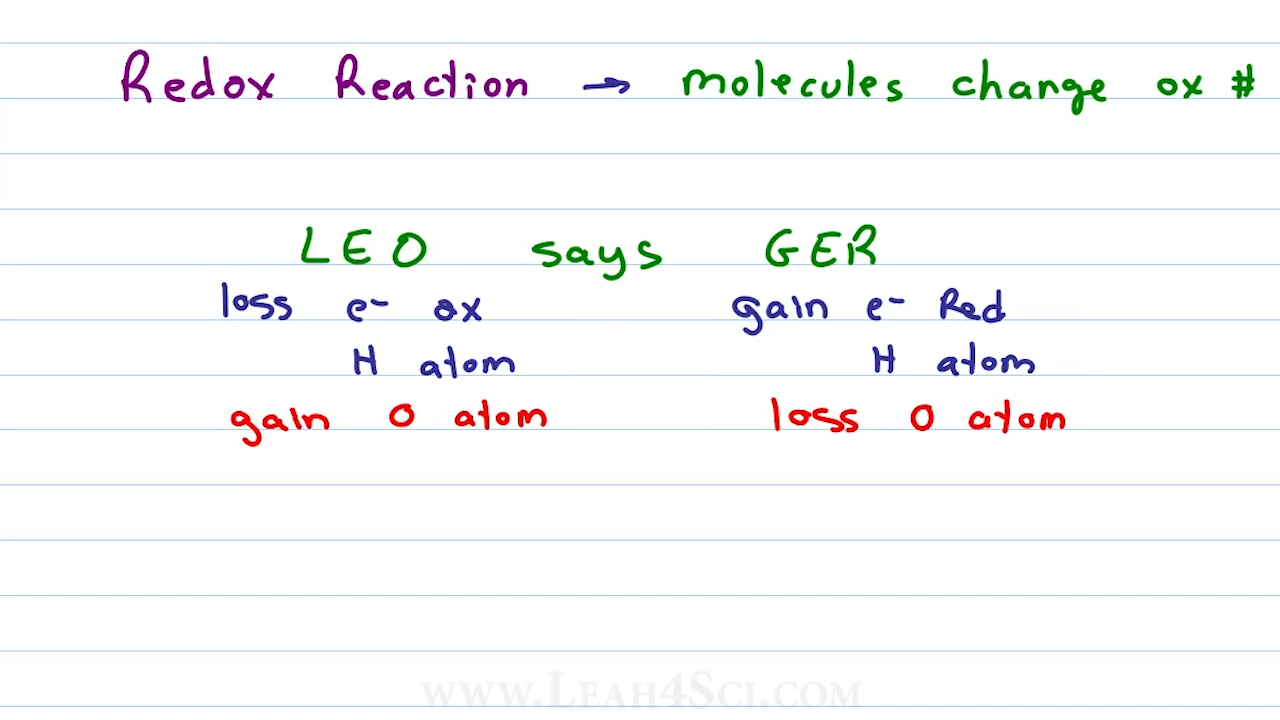 Redox Reaction → molecules change ox #
LEO says GER
loss e- ox gain e- Red
H atom H atom
gain O atom loss O atom
www.Leah4Sci.com